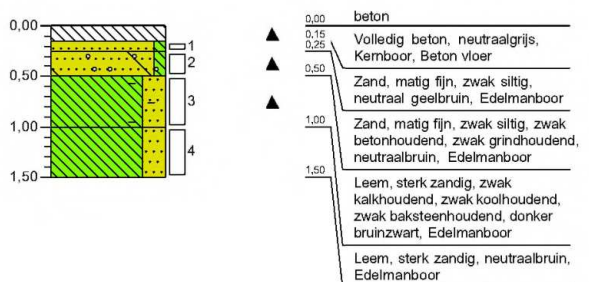 0,00
0,50
1,00
1,50
1
2
3
4
0,00 beton
0,15
0,25
0,50
1,00
1,50
Volledig beton, neutraalgrijs,
Kernboor, Beton vloer
Zand, matig fijn, zwak siltig,
neutraal geelbruin, Edelmanboor
Zand, matig fijn, zwak siltig, zwak
betonhoudend, zwak grindhoudend,
neutraalbruin, Edelmanboor
Leem, sterk zandig, zwak
kalkhoudend, zwak koolhoudend,
zwak baksteenhoudend, donker
bruinzwart, Edelmanboor
Leem, sterk zandig, neutraalbruin,
Edelmanboor